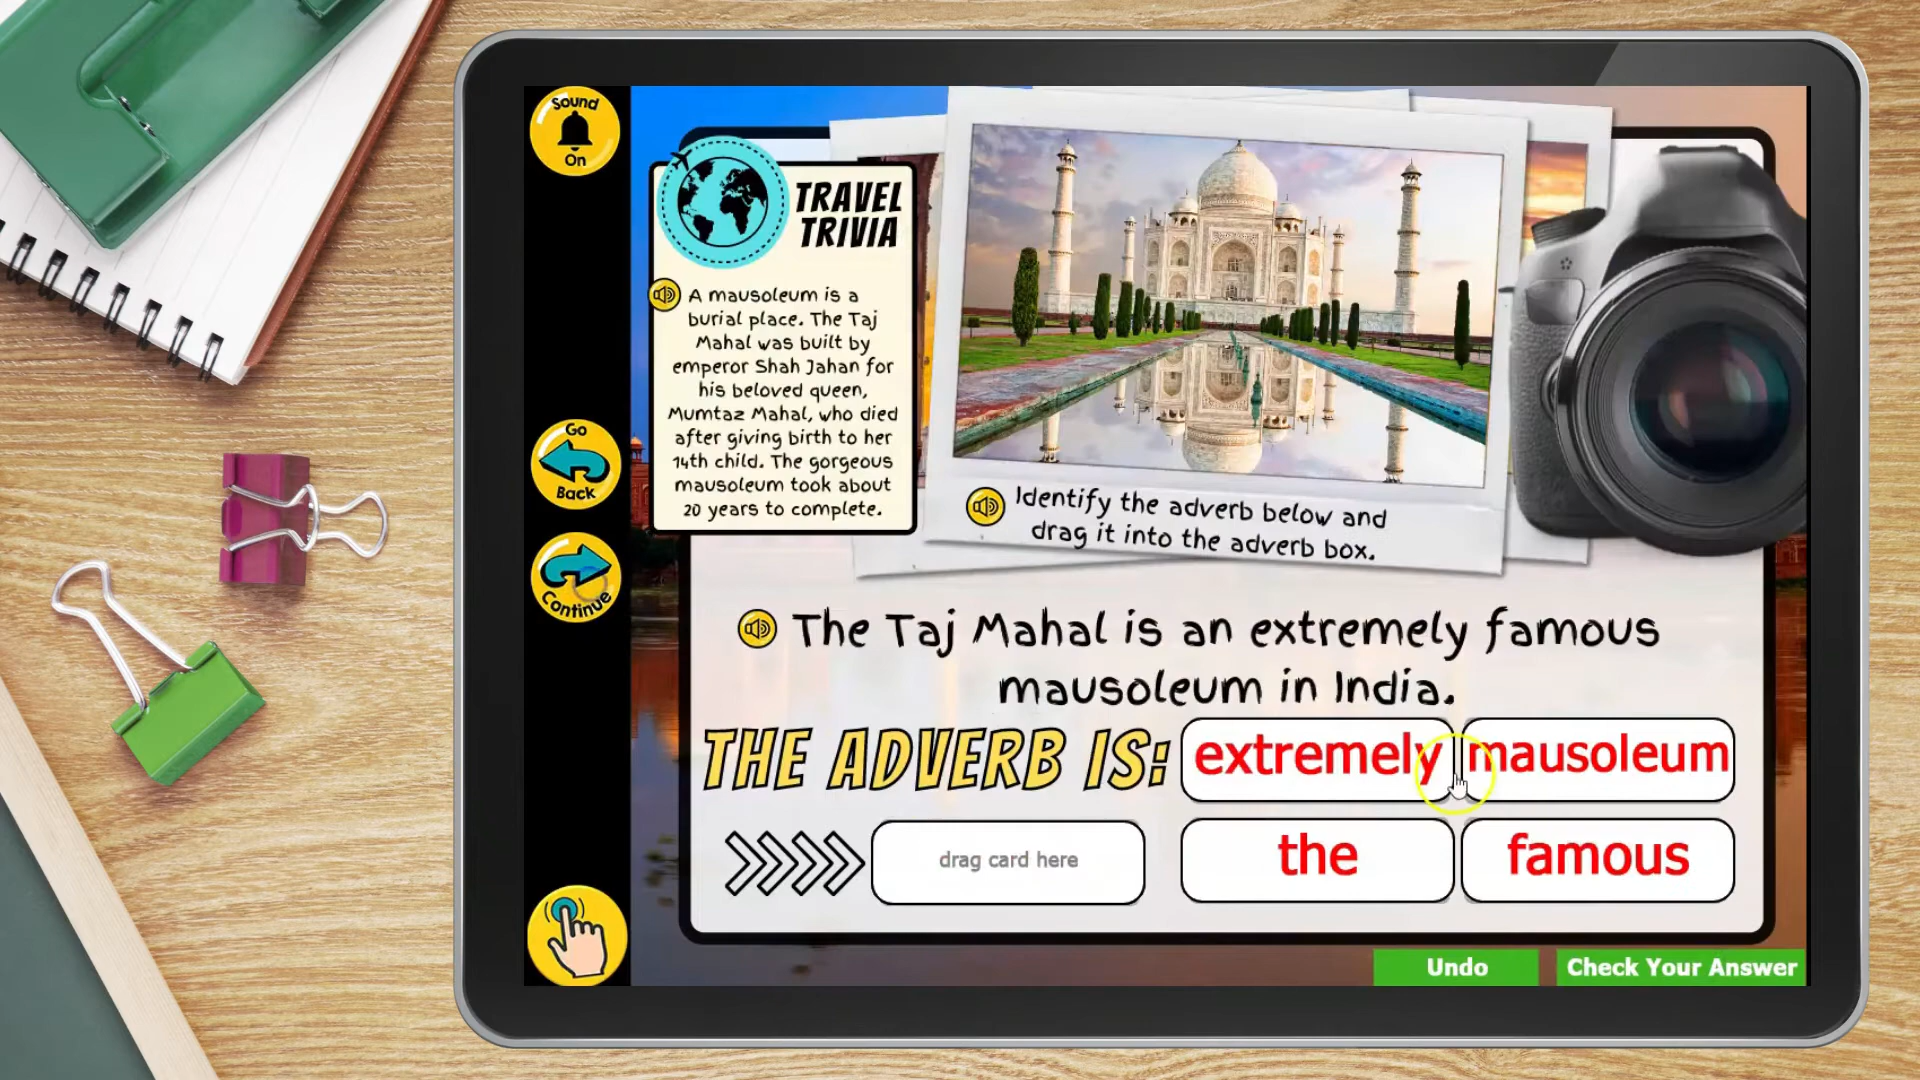 Sound
On
TRAVEL
TRIVIA
A mausoleum is a
burial place. The Taj
Mahal was built by
emperor Shah Jahan for
his beloved queen,
Mumtaz Mahal, who died
after giving birth to her
14th child. The gorgeous
mausoleum took about
20 years to complete.
Go
Back
Continue
Identify the adverb below and
drag it into the adverb box.
The Taj Mahal is an extremely famous
mausoleum in India.
THE ADVERB IS:
extremely
mausoleum
drag card here
the
famous
Undo
Check Your Answer